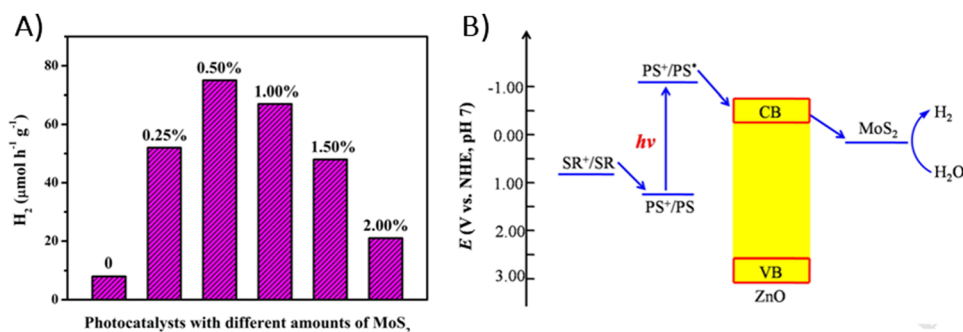 A)
H₂ (μmol h⁻¹ g⁻¹)
80
60
40
20
0
0
0.25%
0.50%
1.00%
1.50%
2.00%
Photocatalysts with different amounts of MoS₂
B)
E (V vs. NHE, pH 7)
-1.00
0.00
1.00
2.00
3.00
SR⁺/SR
PS⁺/PS*
hν
PS⁺/PS
CB
VB
ZnO
MoS₂
H₂
H₂O